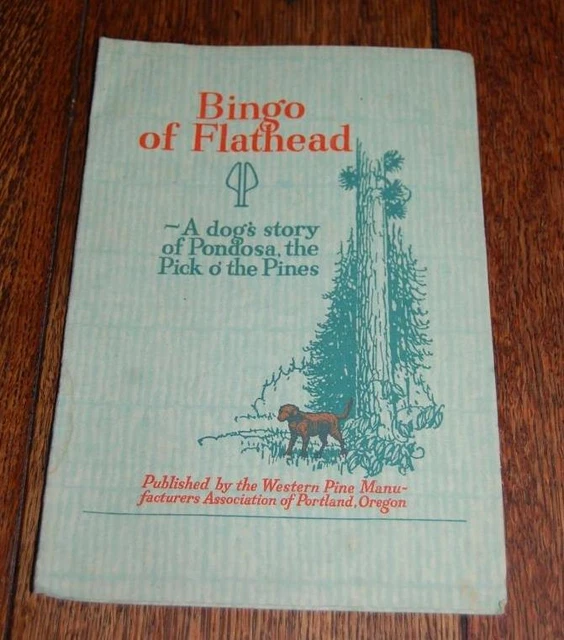 Bingo
of Flathead
~A dog's story
of Pondosa, the
Pick o' the Pines
Published by the Western Pine Manu-
facturers Association of Portland, Oregon